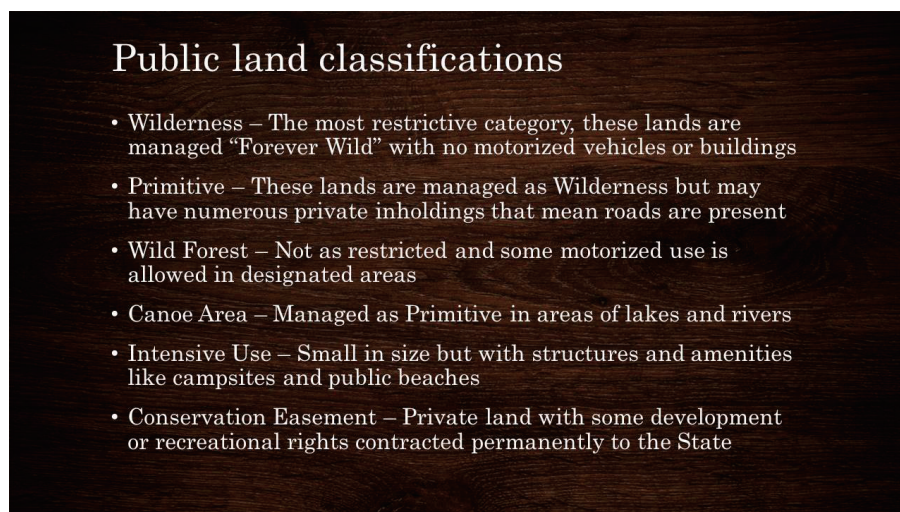 Public land classifications
• Wilderness – The most restrictive category, these lands are
managed “Forever Wild” with no motorized vehicles or buildings
• Primitive – These lands are managed as Wilderness but may
have numerous private inholdings that mean roads are present
• Wild Forest – Not as restricted and some motorized use is
allowed in designated areas
• Canoe Area – Managed as Primitive in areas of lakes and rivers
• Intensive Use – Small in size but with structures and amenities
like campsites and public beaches
• Conservation Easement – Private land with some development
or recreational rights contracted permanently to the State